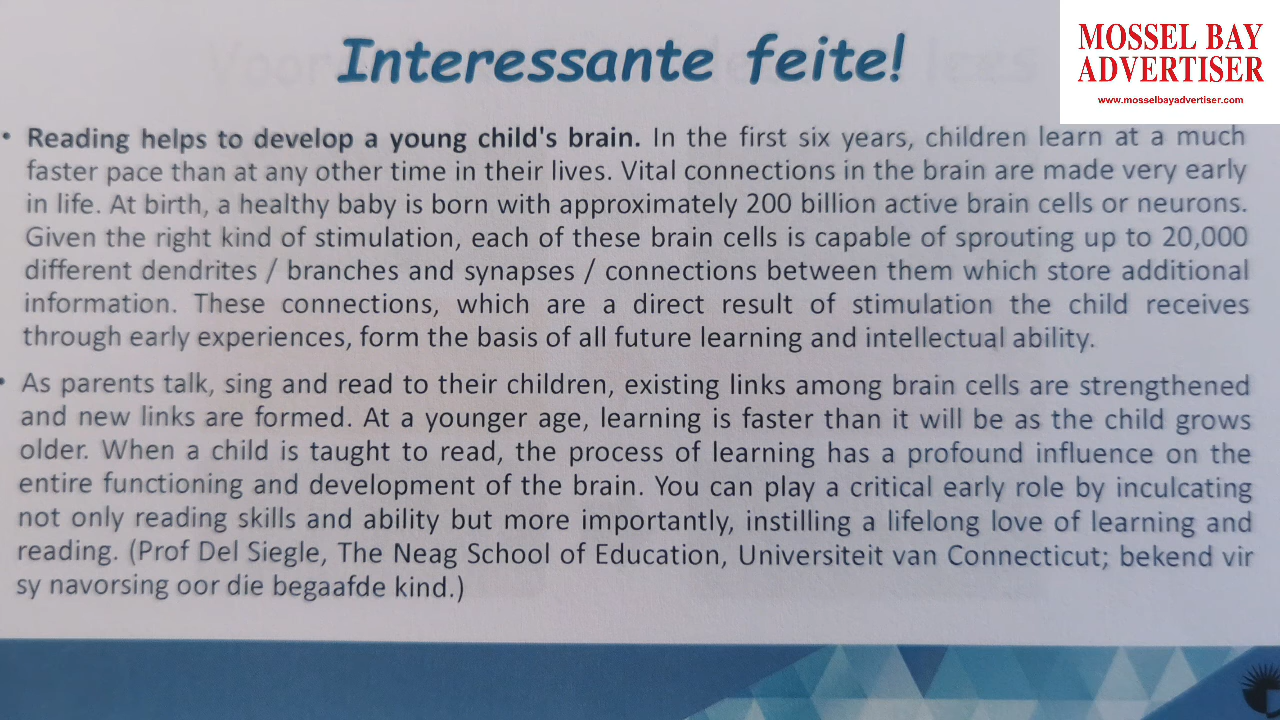 Interessante feite!
MOSSEL BAY
ADVERTISER
www.mosselbayadvertiser.com
• Reading helps to develop a young child's brain. In the first six years, children learn at a much
faster pace than at any other time in their lives. Vital connections in the brain are made very early
in life. At birth, a healthy baby is born with approximately 200 billion active brain cells or neurons.
Given the right kind of stimulation, each of these brain cells is capable of sprouting up to 20,000
different dendrites / branches and synapses / connections between them which store additional
information. These connections, which are a direct result of stimulation the child receives
through early experiences, form the basis of all future learning and intellectual ability.
• As parents talk, sing and read to their children, existing links among brain cells are strengthened
and new links are formed. At a younger age, learning is faster than it will be as the child grows
older. When a child is taught to read, the process of learning has a profound influence on the
entire functioning and development of the brain. You can play a critical early role by inculcating
not only reading skills and ability but more importantly, instilling a lifelong love of learning and
reading. (Prof Del Siegle, The Neag School of Education, Universiteit van Connecticut; bekend vir
sy navorsing oor die begaafde kind.)